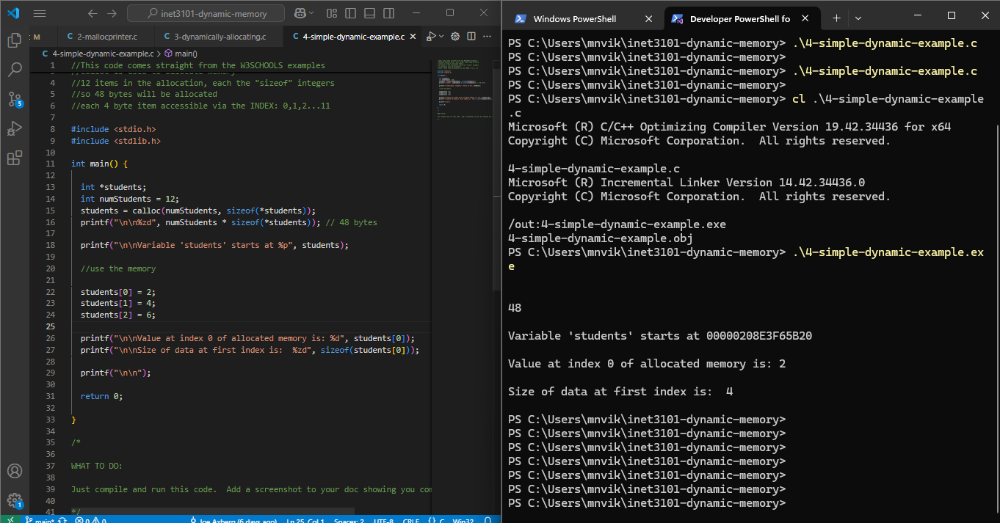 inet3101-dynamic-memory
M
C 2-mallocprinter.c
C 3-dynamically-allocating.c
C 4-simple-dynamic-example.c
C 4-simple-dynamic-example.c > main()
1 //This code comes straight from the W3SCHOOLS examples
4 //12 items in the allocation, each the "sizeof" integers
5 //so 48 bytes will be allocated
6 //each 4 byte item accessible via the INDEX: 0,1,2...11
7
8 #include <stdio.h>
9 #include <stdlib.h>
10
11 int main() {
12
13 int *students;
14 int numStudents = 12;
15 students = calloc(numStudents, sizeof(*students));
16 printf("\n\n%zd", numStudents * sizeof(*students)); // 48 bytes
17
18 printf("\n\nVariable 'students' starts at %p", students);
19
20 //use the memory
21
22 students[0] = 2;
23 students[1] = 4;
24 students[2] = 6;
25
26 printf("\n\nValue at index 0 of allocated memory is: %d", students[0]);
27 printf("\n\nSize of data at first index is:  %zd", sizeof(students[0]));
28
29 printf("\n\n");
30
31 return 0;
32
33 }
34
35 /*
36
37 WHAT TO DO:
38
39 Just compile and run this code.  Add a screenshot to your doc showing you com
40
41 */
5
1
main*
0 0
Joe Axberg (6 days ago)
Ln 25, Col 1
Spaces: 2
UTF-8
CRLF
{ } C
Win32
Windows PowerShell
Developer PowerShell fo
PS C:\Users\mnvik\inet3101-dynamic-memory> .\4-simple-dynamic-example.c
PS C:\Users\mnvik\inet3101-dynamic-memory>
PS C:\Users\mnvik\inet3101-dynamic-memory> .\4-simple-dynamic-example.c
PS C:\Users\mnvik\inet3101-dynamic-memory>
PS C:\Users\mnvik\inet3101-dynamic-memory> cl .\4-simple-dynamic-example
.c
Microsoft (R) C/C++ Optimizing Compiler Version 19.42.34436 for x64
Copyright (C) Microsoft Corporation.  All rights reserved.
4-simple-dynamic-example.c
Microsoft (R) Incremental Linker Version 14.42.34436.0
Copyright (C) Microsoft Corporation.  All rights reserved.
/out:4-simple-dynamic-example.exe
4-simple-dynamic-example.obj
PS C:\Users\mnvik\inet3101-dynamic-memory> .\4-simple-dynamic-example.ex
e
48
Variable 'students' starts at 00000208E3F65B20
Value at index 0 of allocated memory is: 2
Size of data at first index is:  4
PS C:\Users\mnvik\inet3101-dynamic-memory>
PS C:\Users\mnvik\inet3101-dynamic-memory>
PS C:\Users\mnvik\inet3101-dynamic-memory>
PS C:\Users\mnvik\inet3101-dynamic-memory>
PS C:\Users\mnvik\inet3101-dynamic-memory>
PS C:\Users\mnvik\inet3101-dynamic-memory>
PS C:\Users\mnvik\inet3101-dynamic-memory>